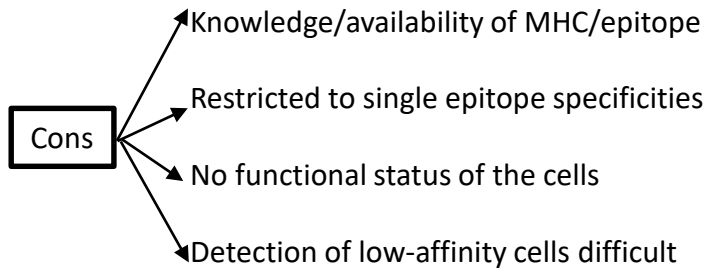 Knowledge/availability of MHC/epitope
Restricted to single epitope specificities
Cons
No functional status of the cells
Detection of low-affinity cells difficult